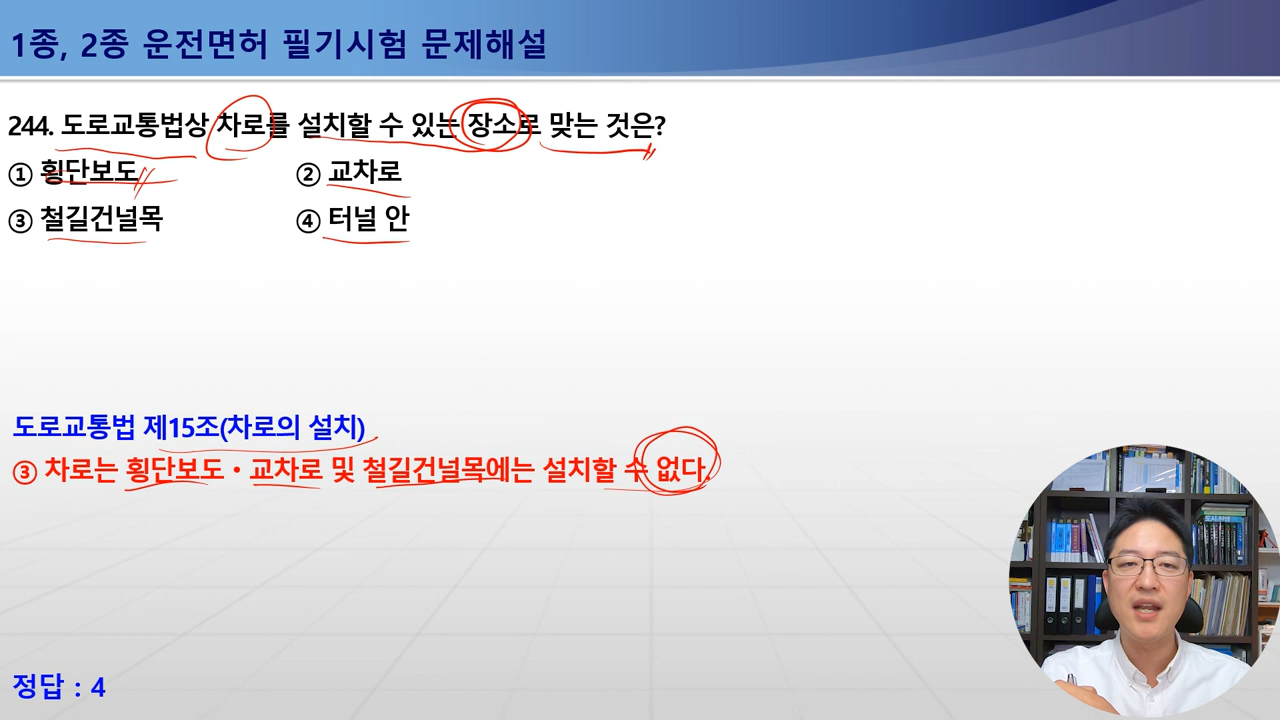 1종, 2종 운전면허 필기시험 문제해설
244. 도로교통법상 차로를 설치할 수 있는 장소로 맞는 것은?
① 횡단보도 ② 교차로
③ 철길건널목 ④ 터널 안
도로교통법 제15조(차로의 설치)
③ 차로는 횡단보도·교차로 및 철길건널목에는 설치할 수 없다.
정답 : 4